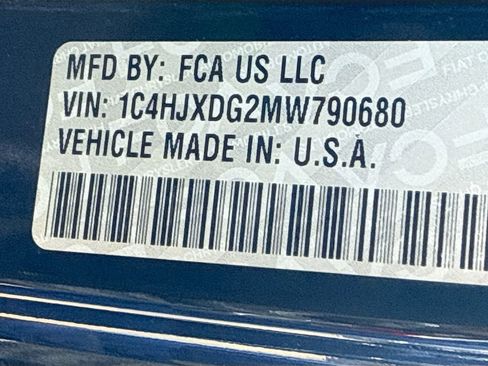 MFD BY: FCA US LLC
VIN: 1C4HJXDG2MW790680
VEHICLE MADE IN: U.S.A.